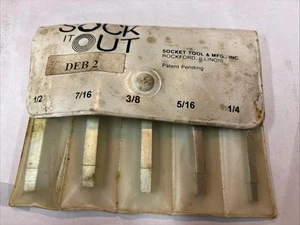 SOCK
IT OUT
DEB 2
SOCKET TOOL & MFG., INC.
ROCKFORD, ILLINOIS
Patent Pending
1/2 7/16 3/8 5/16 1/4